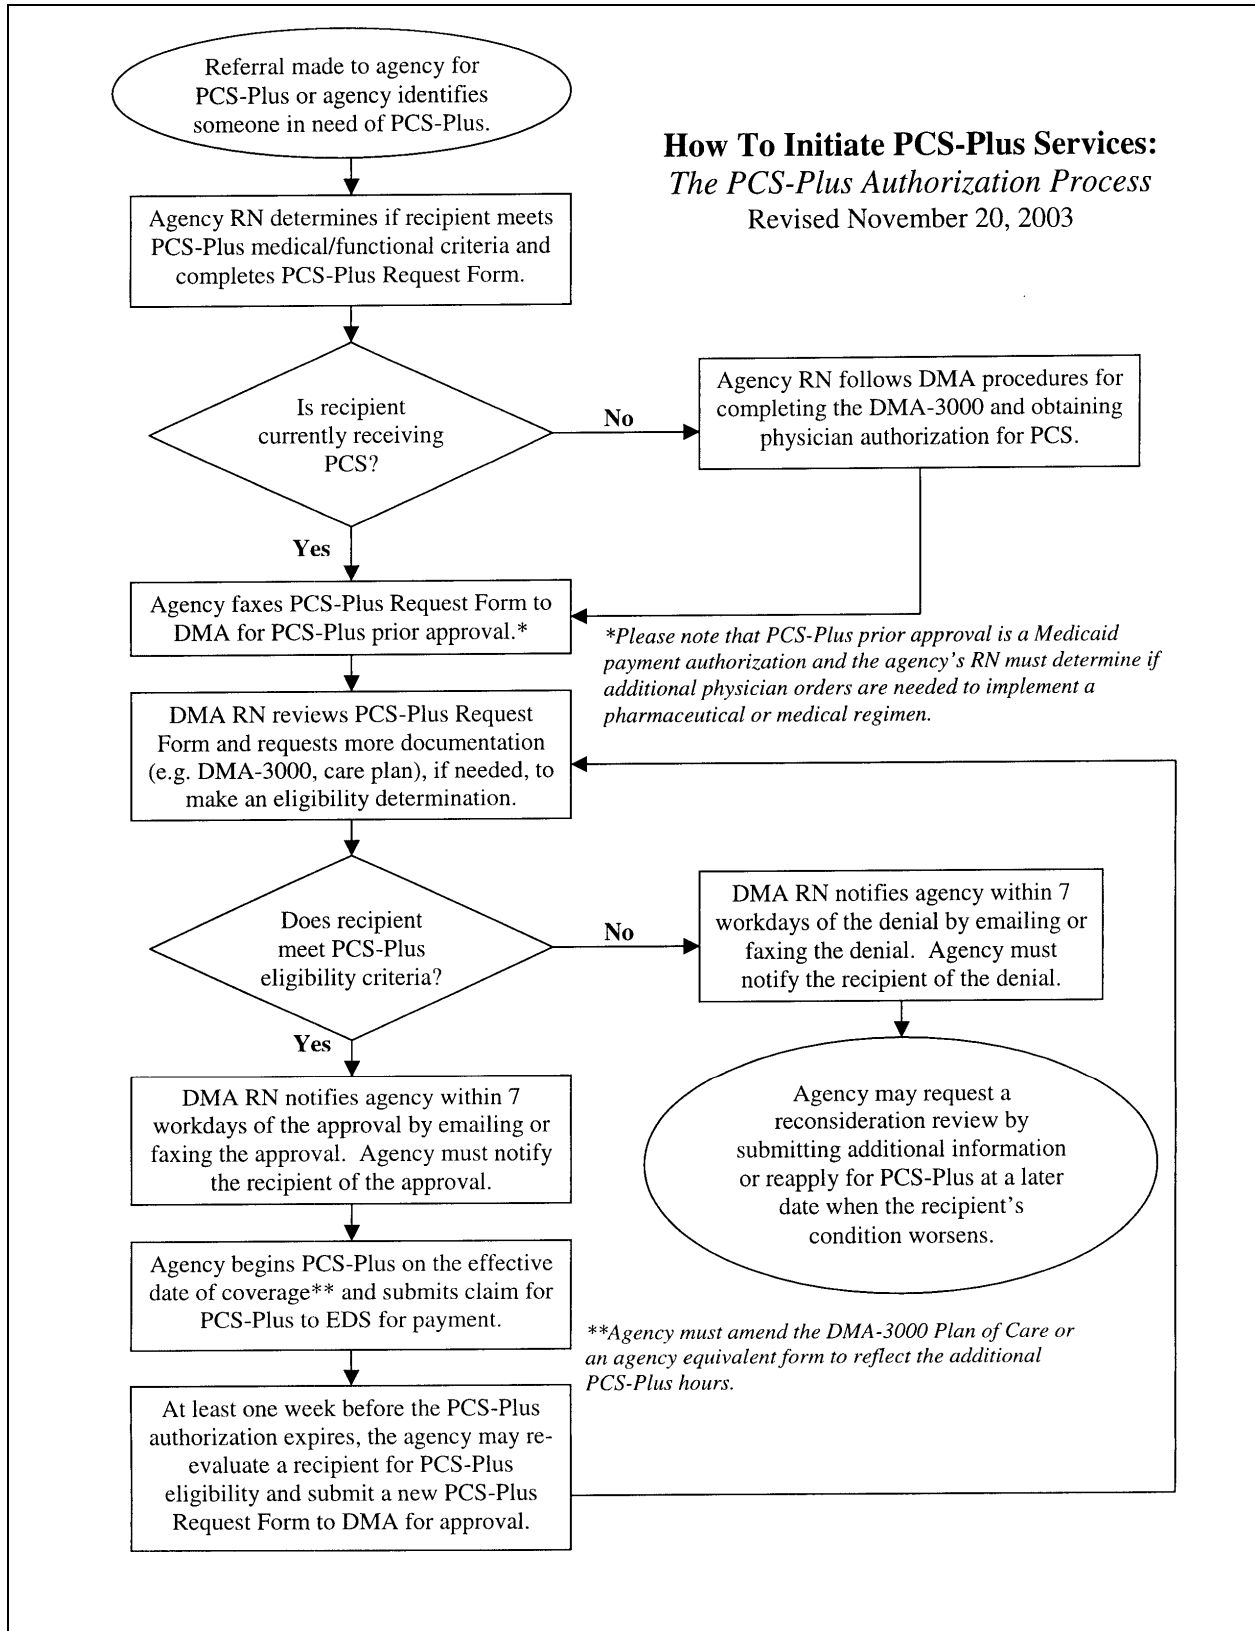 Referral made to agency for
PCS-Plus or agency identifies
someone in need of PCS-Plus.
How To Initiate PCS-Plus Services:
The PCS-Plus Authorization Process
Revised November 20, 2003
Agency RN determines if recipient meets
PCS-Plus medical/functional criteria and
completes PCS-Plus Request Form.
Is recipient
currently receiving
PCS?
No
Agency RN follows DMA procedures for
completing the DMA-3000 and obtaining
physician authorization for PCS.
Yes
Agency faxes PCS-Plus Request Form to
DMA for PCS-Plus prior approval.*
*Please note that PCS-Plus prior approval is a Medicaid
payment authorization and the agency's RN must determine if
additional physician orders are needed to implement a
pharmaceutical or medical regimen.
DMA RN reviews PCS-Plus Request
Form and requests more documentation
(e.g. DMA-3000, care plan), if needed, to
make an eligibility determination.
Does recipient
meet PCS-Plus
eligibility criteria?
No
DMA RN notifies agency within 7
workdays of the denial by emailing or
faxing the denial. Agency must
notify the recipient of the denial.
Yes
DMA RN notifies agency within 7
workdays of the approval by emailing or
faxing the approval. Agency must notify
the recipient of the approval.
Agency may request a
reconsideration review by
submitting additional information
or reapply for PCS-Plus at a later
date when the recipient's
condition worsens.
Agency begins PCS-Plus on the effective
date of coverage** and submits claim for
PCS-Plus to EDS for payment.
**Agency must amend the DMA-3000 Plan of Care or
an agency equivalent form to reflect the additional
PCS-Plus hours.
At least one week before the PCS-Plus
authorization expires, the agency may re-
evaluate a recipient for PCS-Plus
eligibility and submit a new PCS-Plus
Request Form to DMA for approval.